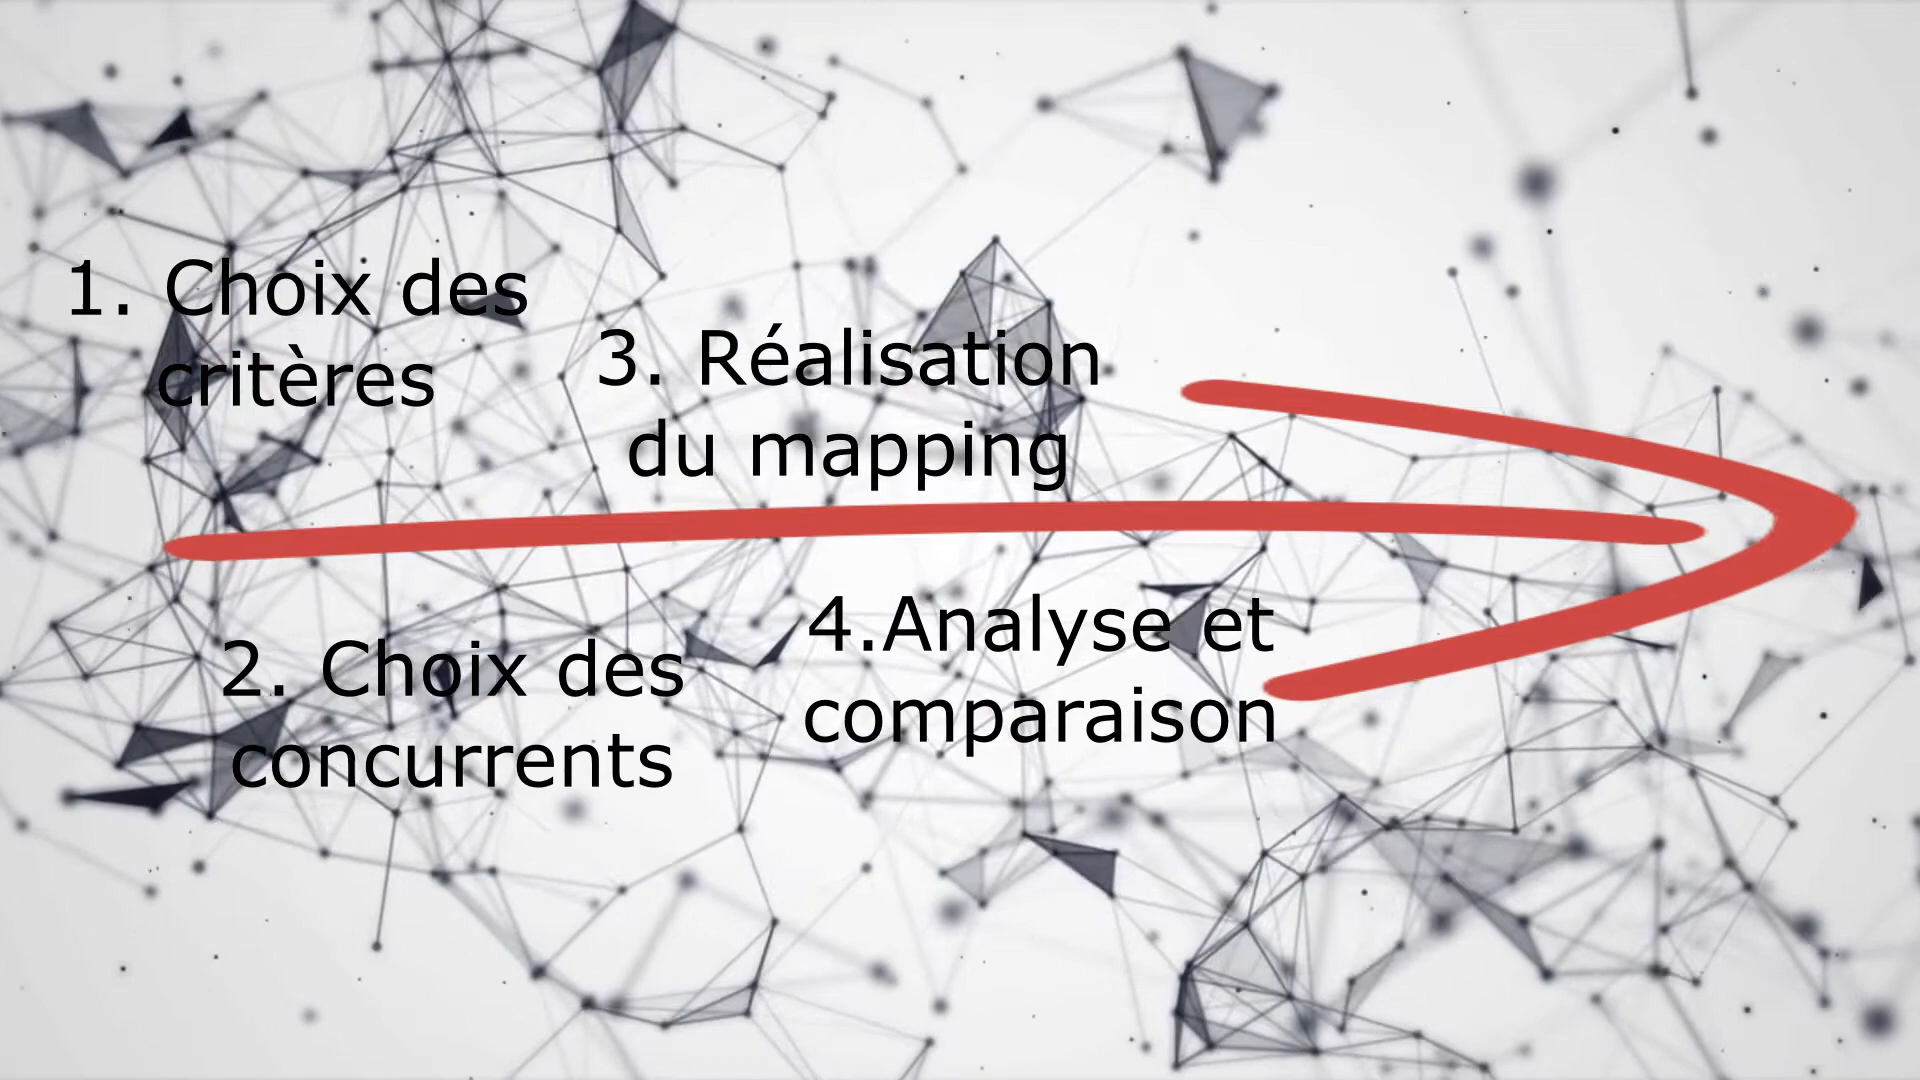 1. Choix des
critères
2. Choix des
concurrents
3. Réalisation
du mapping
4.Analyse et
comparaison